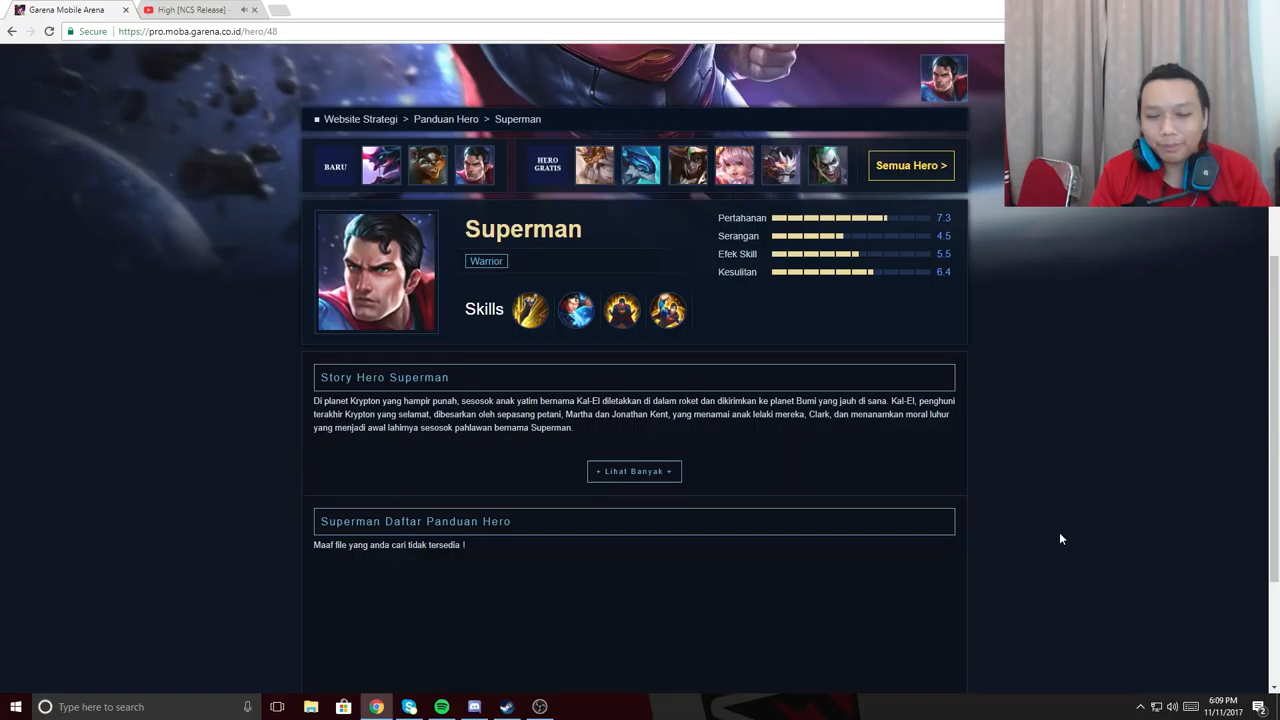 Garena Mobile Arena
High [NCS Release] -
Secure
https://pro.moba.garena.co.id/hero/48
Website Strategi > Panduan Hero > Superman
BARU
HERO
GRATIS
Semua Hero >
Superman
Warrior
Skills
Pertahanan 7.3
Serangan 4.5
Efek Skill 5.5
Kesulitan 6.4
Story Hero Superman
Di planet Krypton yang hampir punah, sesosok anak yatim bernama Kal-El diletakkan di dalam roket dan dikirimkan ke planet Bumi yang jauh di sana. Kal-El, penghuni
terakhir Krypton yang selamat, dibesarkan oleh sepasang petani, Martha dan Jonathan Kent, yang menamai anak lelaki mereka, Clark, dan menanamkan moral luhur
yang menjadi awal lahirnya sesosok pahlawan bernama Superman.
+ Lihat Banyak +
Superman Daftar Panduan Hero
Maaf file yang anda cari tidak tersedia !
Type here to search
6:09 PM
11/11/2017
2